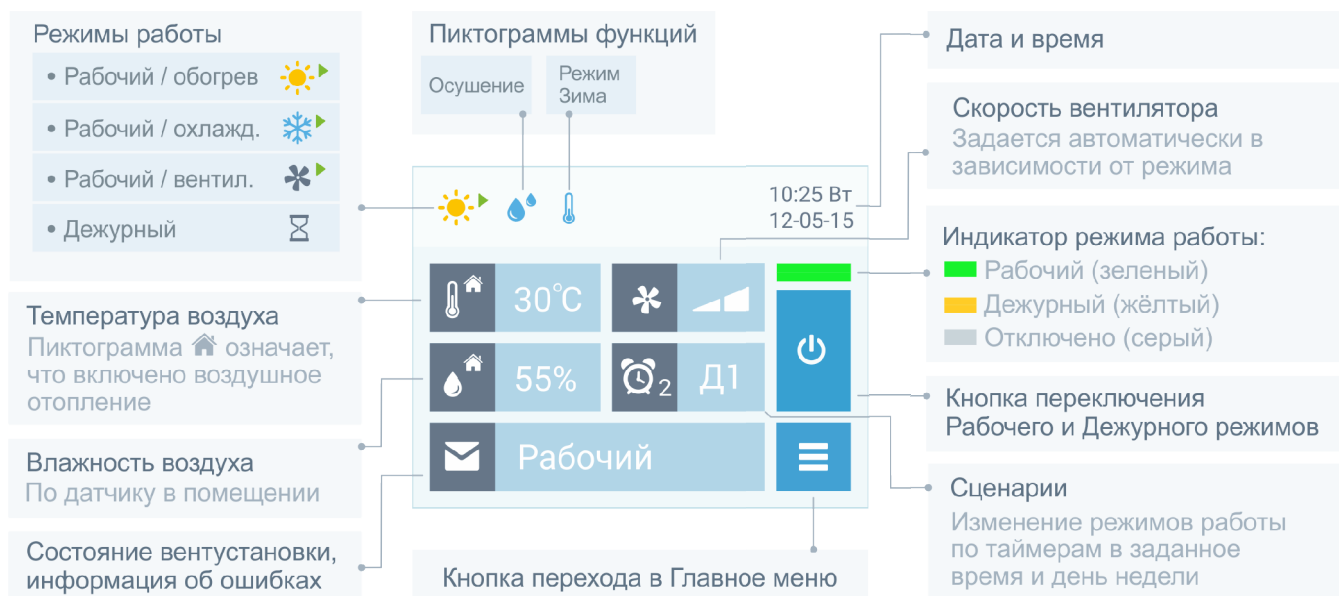 Режимы работы
• Рабочий / обогрев
• Рабочий / охлажд.
• Рабочий / вентил.
• Дежурный
Температура воздуха
Пиктограмма означает,
что включено воздушное
отопление
Влажность воздуха
По датчику в помещении
Состояние вентустановки,
информация об ошибках
Пиктограммы функций
Осушение
Режим
Зима
10:25 Вт
12-05-15
30°C
55%
2
Д1
Рабочий
Кнопка перехода в Главное меню
Дата и время
Скорость вентилятора
Задается автоматически в
зависимости от режима
Индикатор режима работы:
Рабочий (зеленый)
Дежурный (жёлтый)
Отключено (серый)
Кнопка переключения
Рабочего и Дежурного режимов
Сценарии
Изменение режимов работы
по таймерам в заданное
время и день недели